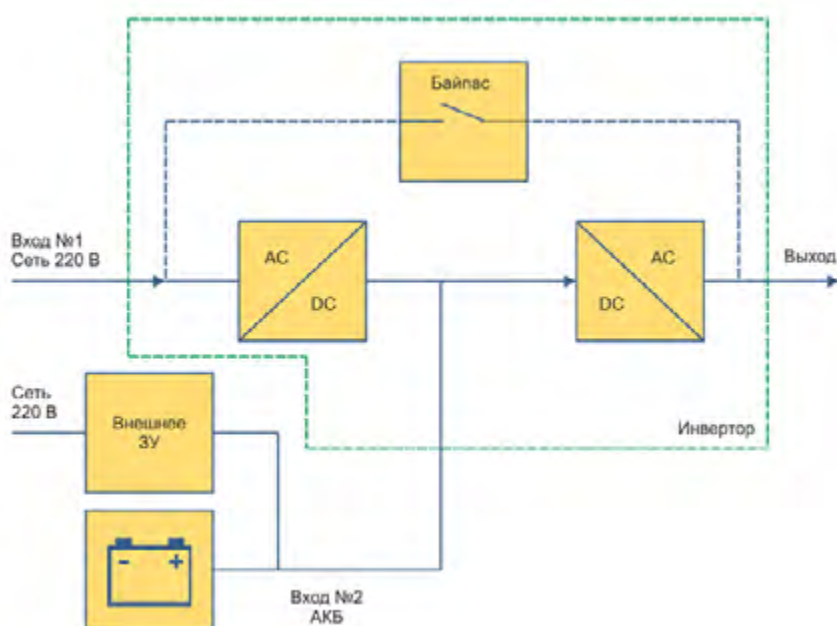 Байпас
Вход №1
Сеть 220 В
AC
DC
AC
DC
Выход
Сеть
220 В
Внешнее
ЗУ
Инвертор
- +
Вход №2
АКБ